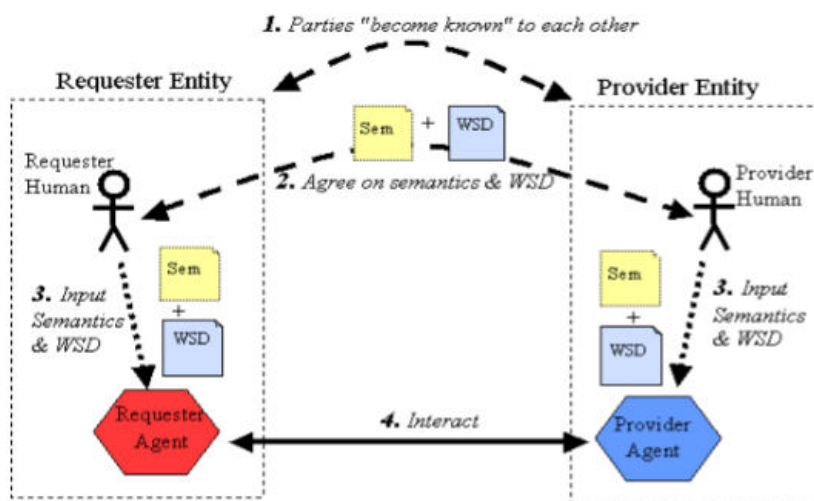 1. Parties "become known" to each other
Requester Entity
Provider Entity
Sem
+
WSD
Requester
Human
2. Agree on semantics & WSD
Provider
Human
Sem
+
WSD
3. Input
Semantics
& WSD
Sem
+
WSD
3. Input
Semantics
& WSD
Requester
Agent
4. Interact
Provider
Agent